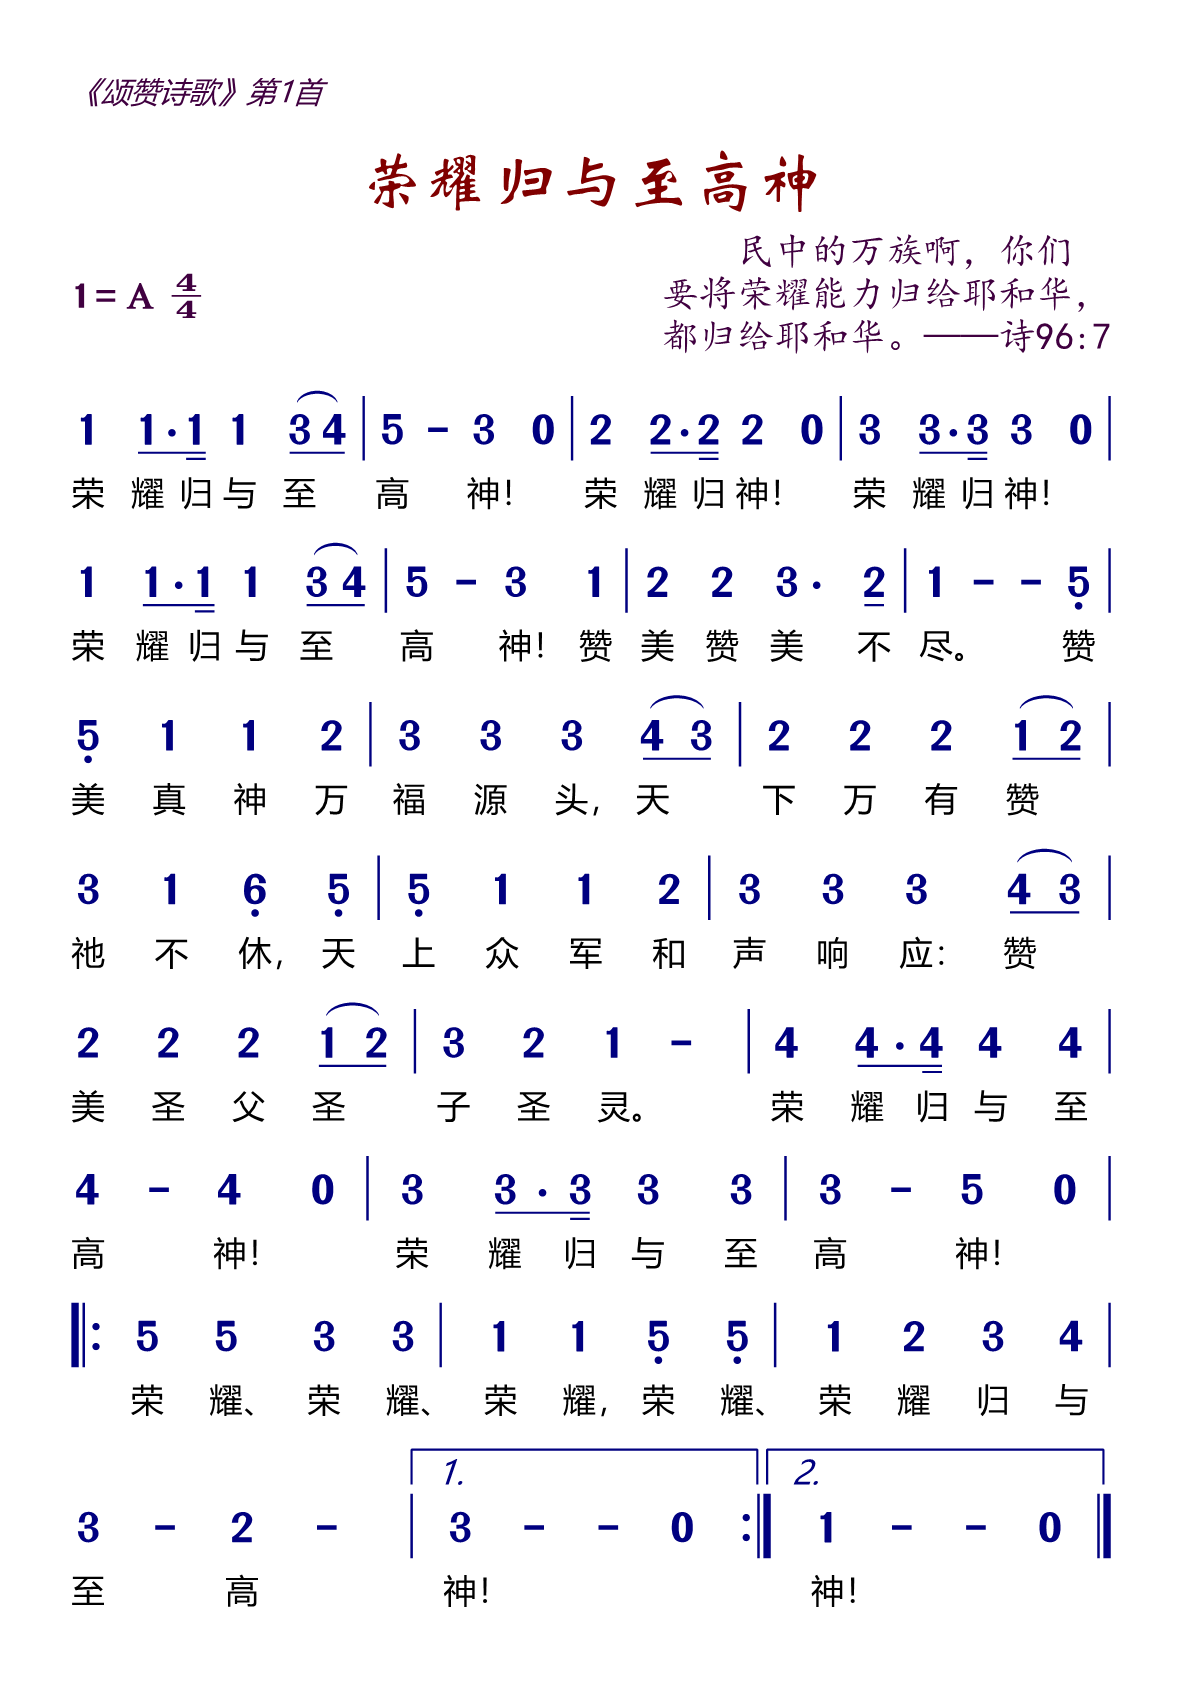 《颂赞诗歌》第1首
荣耀归与至高神
民中的万族啊，你们
要将荣耀能力归给耶和华，
都归给耶和华。——诗96:7
1=A 4/4
1 1·1 1 3 4 | 5 - 3 0 | 2 2·2 2 0 | 3 3·3 3 0 |
荣 耀 归 与 至 高 神！ 荣 耀 归 神！ 荣 耀 归 神！
1 1·1 1 3 4 | 5 - 3 1 | 2 2 3· 2 | 1 - - 5 |
荣 耀 归 与 至 高 神！ 赞 美 赞 美 不 尽。 赞
5 1 1 2 | 3 3 3 4 3 | 2 2 2 1 2 |
美 真 神 万 福 源 头， 天 下 万 有 赞
3 1 6 5 | 5 1 1 2 | 3 3 3 4 3 |
祂 不 休， 天 上 众 军 和 声 响 应： 赞
2 2 2 1 2 | 3 2 1 - | 4 4·4 4 4 |
美 圣 父 圣 子 圣 灵。 荣 耀 归 与 至
4 - 4 0 | 3 3·3 3 3 | 3 - 5 0 |
高 神！ 荣 耀 归 与 至 高 神！
|: 5 5 3 3 | 1 1 5 5 | 1 2 3 4 |
荣 耀、 荣 耀、 荣 耀， 荣 耀、 荣 耀 归 与
1. 2.
3 - 2 - | 3 - - 0 :| 1 - - 0 ||
至 高 神！ 神！